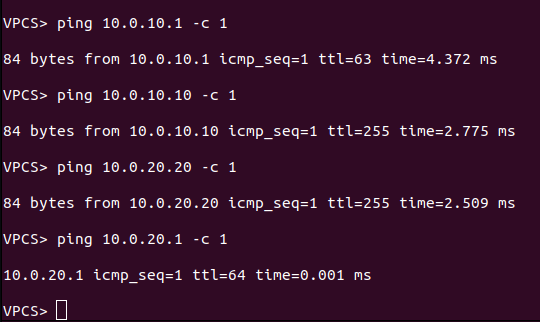 VPCS> ping 10.0.10.1 -c 1
84 bytes from 10.0.10.1 icmp_seq=1 ttl=63 time=4.372 ms
VPCS> ping 10.0.10.10 -c 1
84 bytes from 10.0.10.10 icmp_seq=1 ttl=255 time=2.775 ms
VPCS> ping 10.0.20.20 -c 1
84 bytes from 10.0.20.20 icmp_seq=1 ttl=255 time=2.509 ms
VPCS> ping 10.0.20.1 -c 1
10.0.20.1 icmp_seq=1 ttl=64 time=0.001 ms
VPCS>